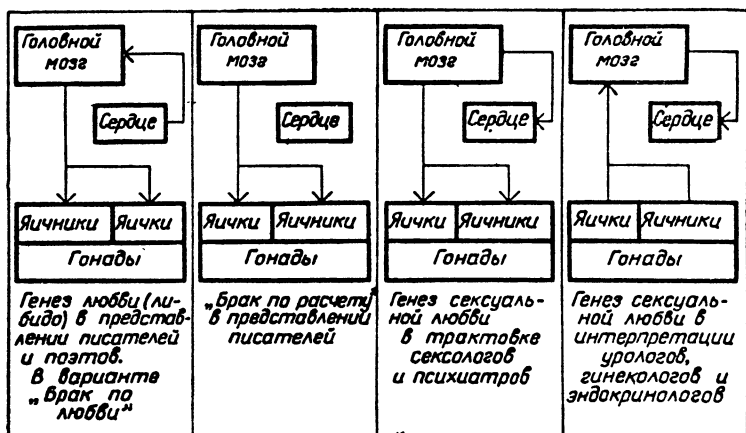 Головной
мозг
Сердце
Яичники
Яички
Гонады
Генез любви (ли-
бидо) в представ-
лении писателей
и поэтов.
В варианте
„Брак по
любви“
Головной
мозг
Сердце
Яички
Яичники
Гонады
„Брак по расчету“
в представлений
писателей
Головной
мозг
Сердце
Яички
Яичники
Гонады
Генез сексуаль-
ной любви
в трактовке
сексологов
и психиатров
Головной
мозг
Сердце
Яички
Яичники
Гонады
Генез сексуаль-
ной любви в
интерпретации
урологов,
гинекологов и
эндокринологов